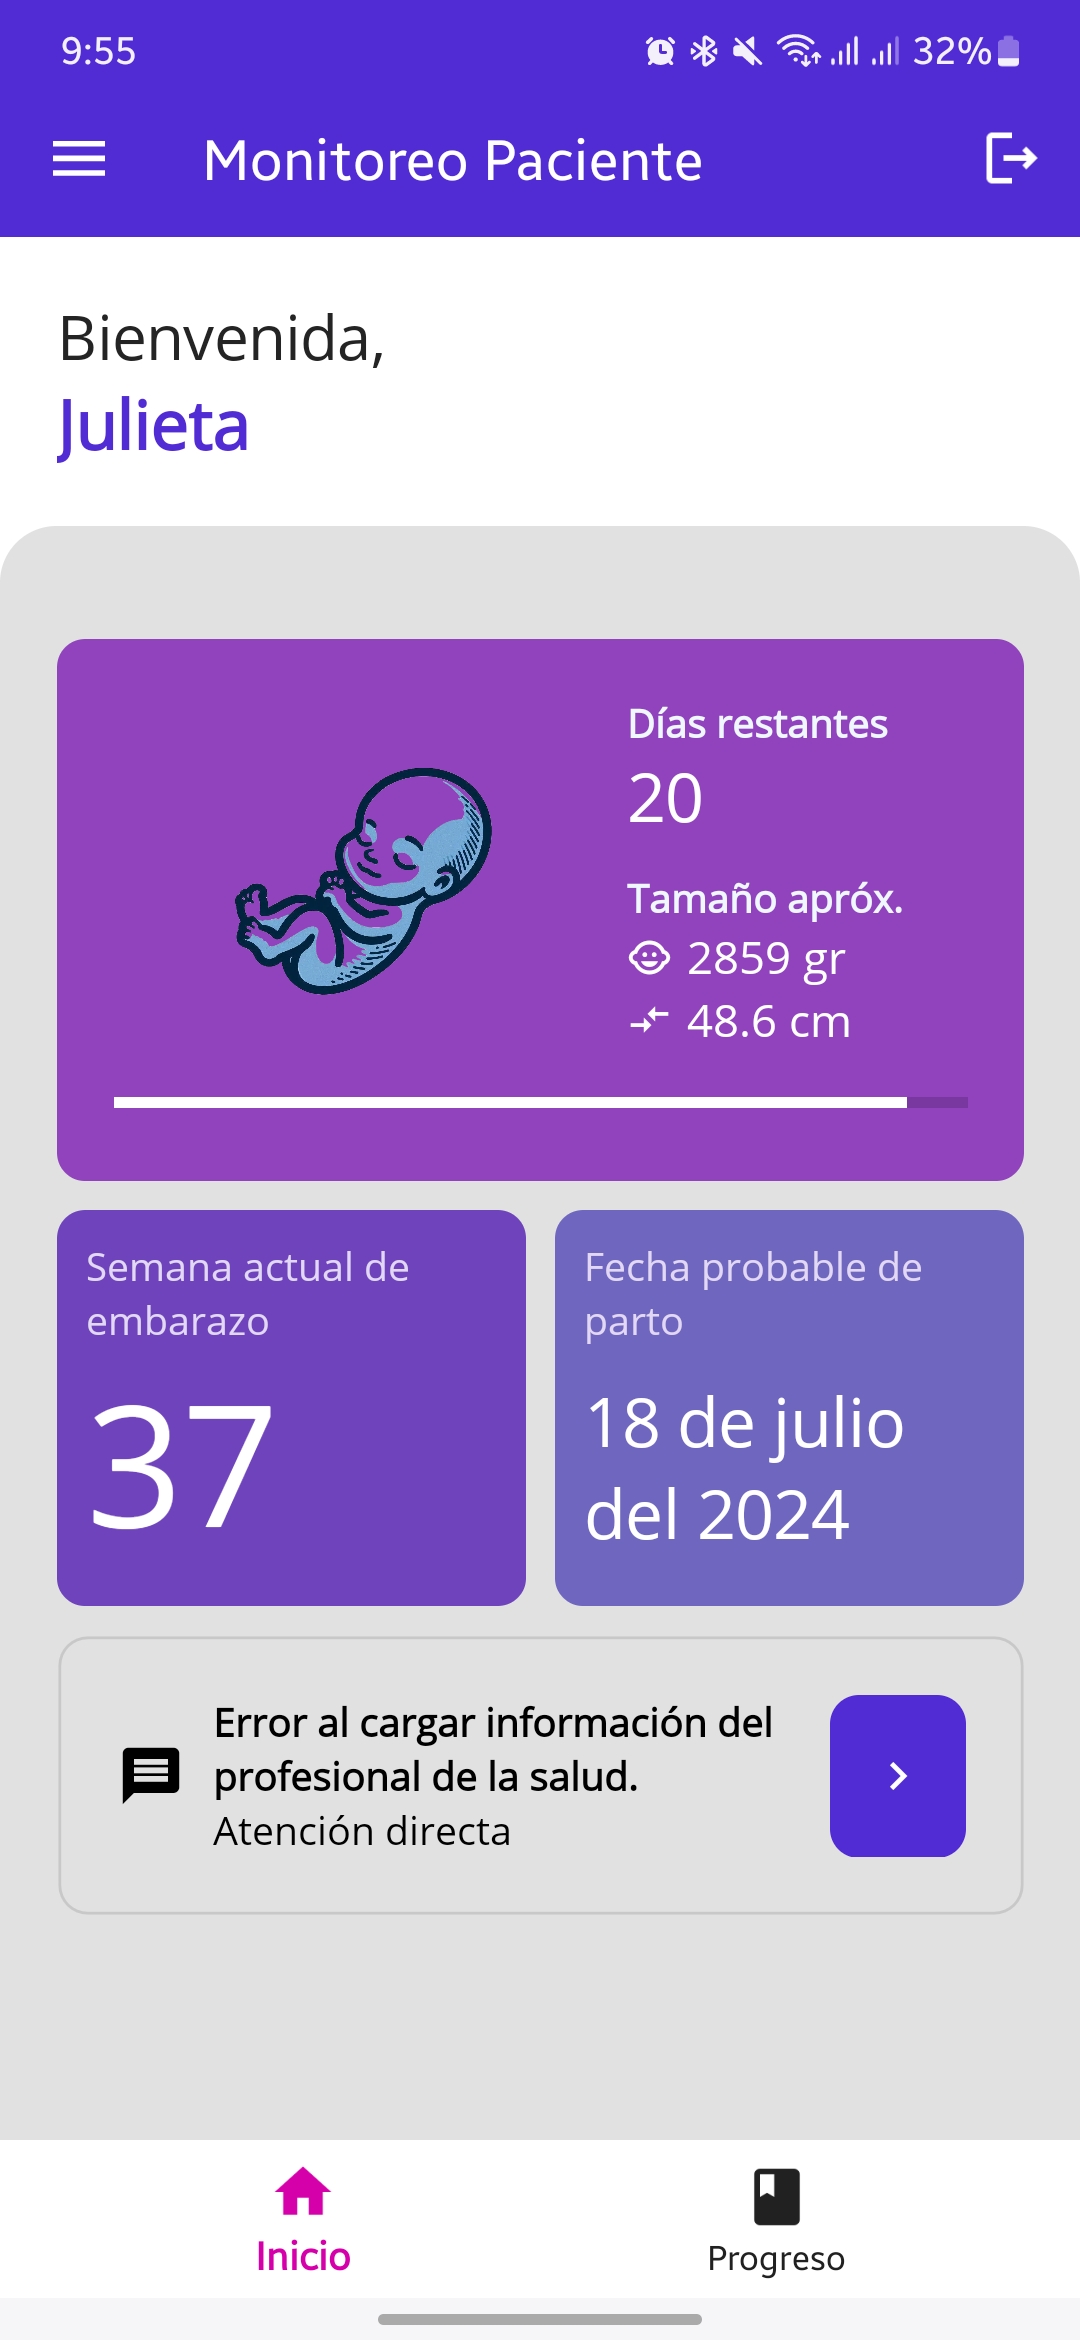 9:55
32%
Monitoreo Paciente
Bienvenida,
Julieta
Días restantes
20
Tamaño apróx.
2859 gr
48.6 cm
Semana actual de
embarazo
37
Fecha probable de
parto
18 de julio
del 2024
Error al cargar información del
profesional de la salud.
Atención directa
Inicio
Progreso